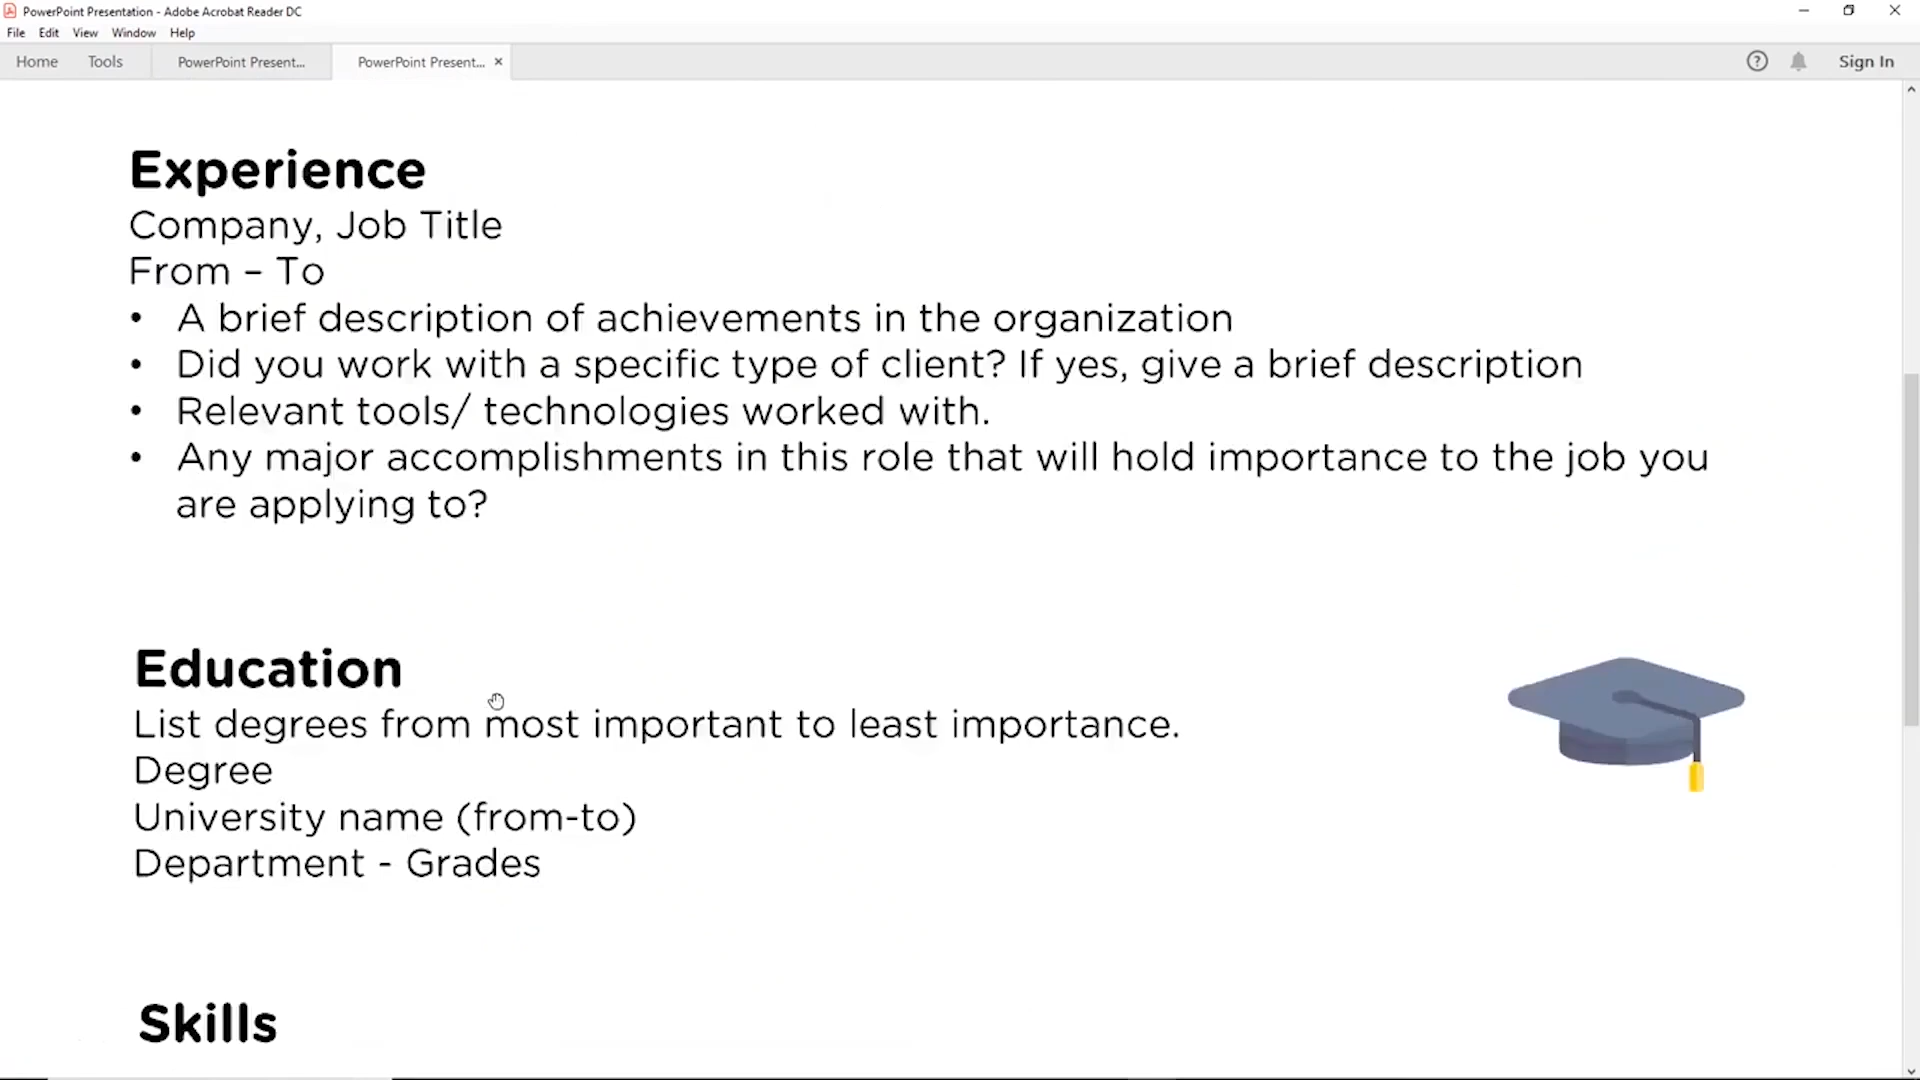 PowerPoint Presentation - Adobe Acrobat Reader DC
File Edit View Window Help
Home Tools PowerPoint Present... PowerPoint Present... × ? Sign In
Experience
Company, Job Title
From – To
• A brief description of achievements in the organization
• Did you work with a specific type of client? If yes, give a brief description
• Relevant tools/ technologies worked with.
• Any major accomplishments in this role that will hold importance to the job you
are applying to?
Education
List degrees from most important to least importance.
Degree
University name (from-to)
Department - Grades
Skills